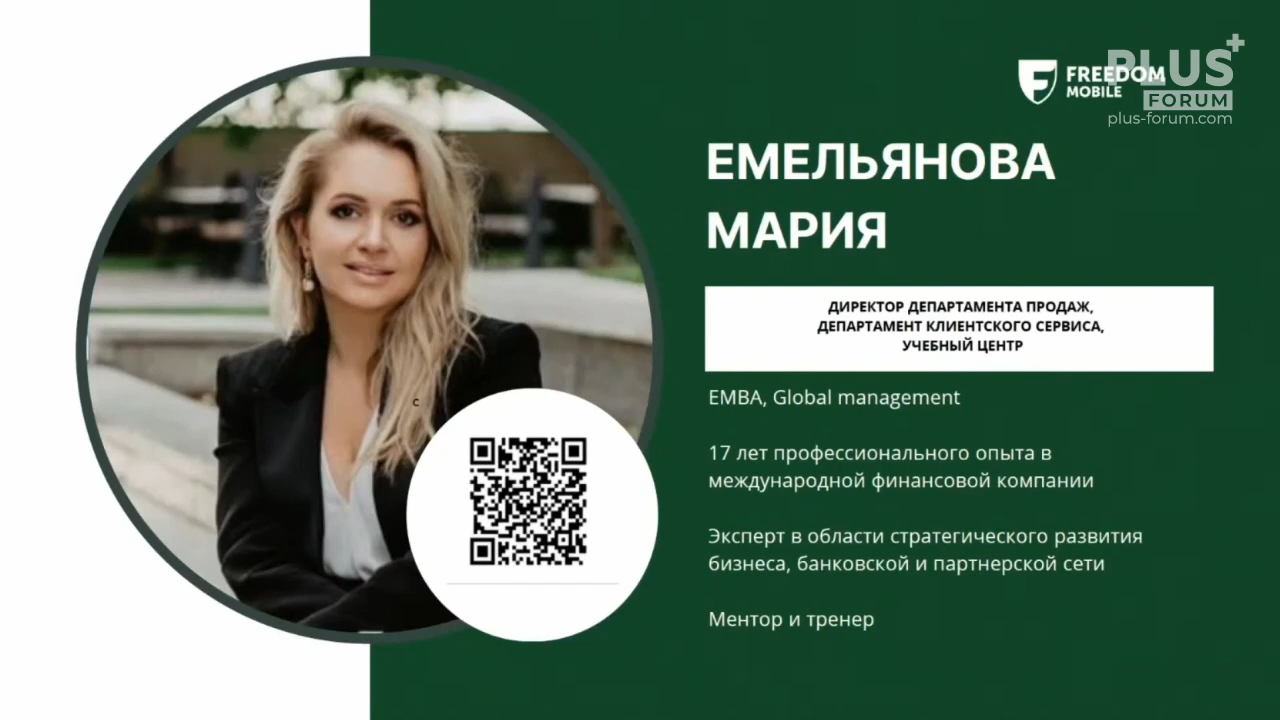 FREEDOM
MOBILE
PLUS+
FORUM
plus-forum.com
ЕМЕЛЬЯНОВА
МАРИЯ
ДИРЕКТОР ДЕПАРТАМЕНТА ПРОДАЖ,
ДЕПАРТАМЕНТ КЛИЕНТСКОГО СЕРВИСА,
УЧЕБНЫЙ ЦЕНТР
EMBA, Global management
17 лет профессионального опыта в
международной финансовой компании
Эксперт в области стратегического развития
бизнеса, банковской и партнерской сети
Ментор и тренер
с